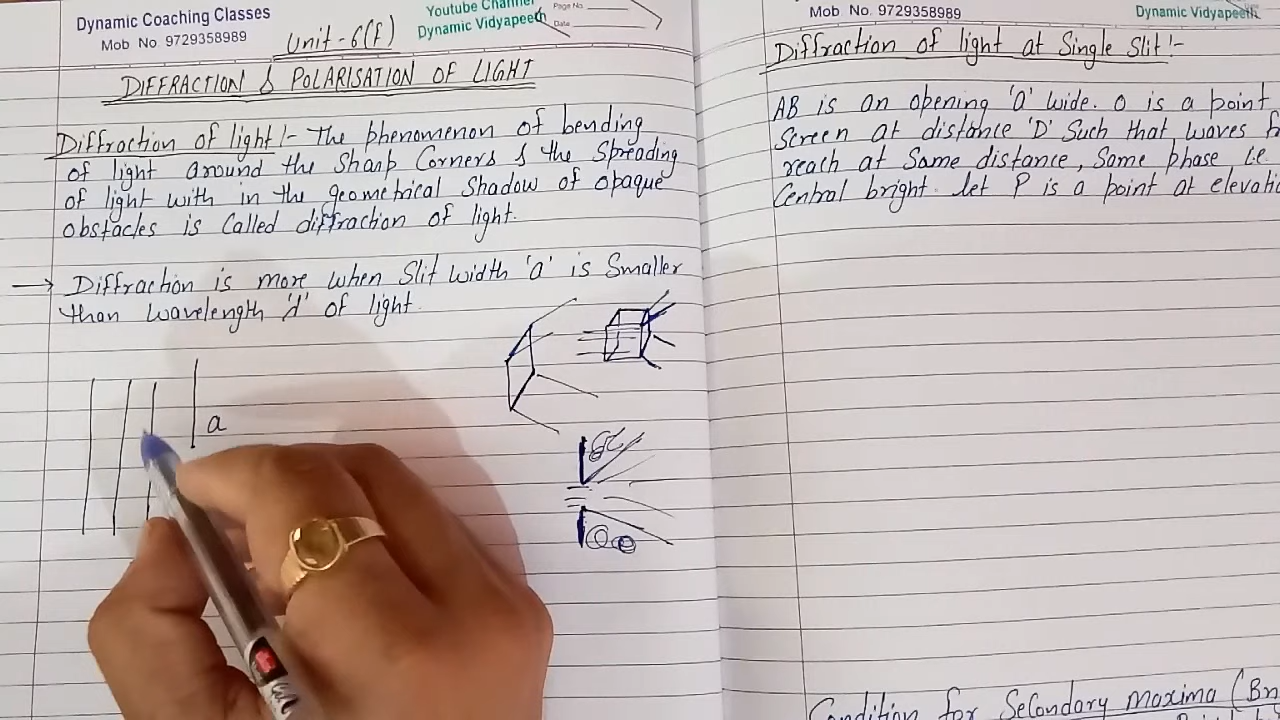 Dynamic Coaching Classes
Mob No 9729358989
Youtube Channel
Dynamic Vidyapeeth
Page No.
Date
Unit-6(f)
DIFFRACTION & POLARISATION OF LIGHT
Diffraction of light :- The phenomenon of bending
of light around the Sharp Corners & the Spreading
of light with in the geometrical Shadow of opaque
obstacles is Called diffraction of light.
→ Diffraction is more when Slit width 'a' is Smaller
than wavelength 'λ' of light.
a
Mob No. 9729358989
Dynamic Vidyapeeth
Diffraction of light at Single Slit :-
AB is an opening 'a' wide. O is a point
Screen at distance 'D' Such that waves
reach at Same distance, Same phase i.e.
Central bright. Let P is a point at
Condition for Secondary Maxima (